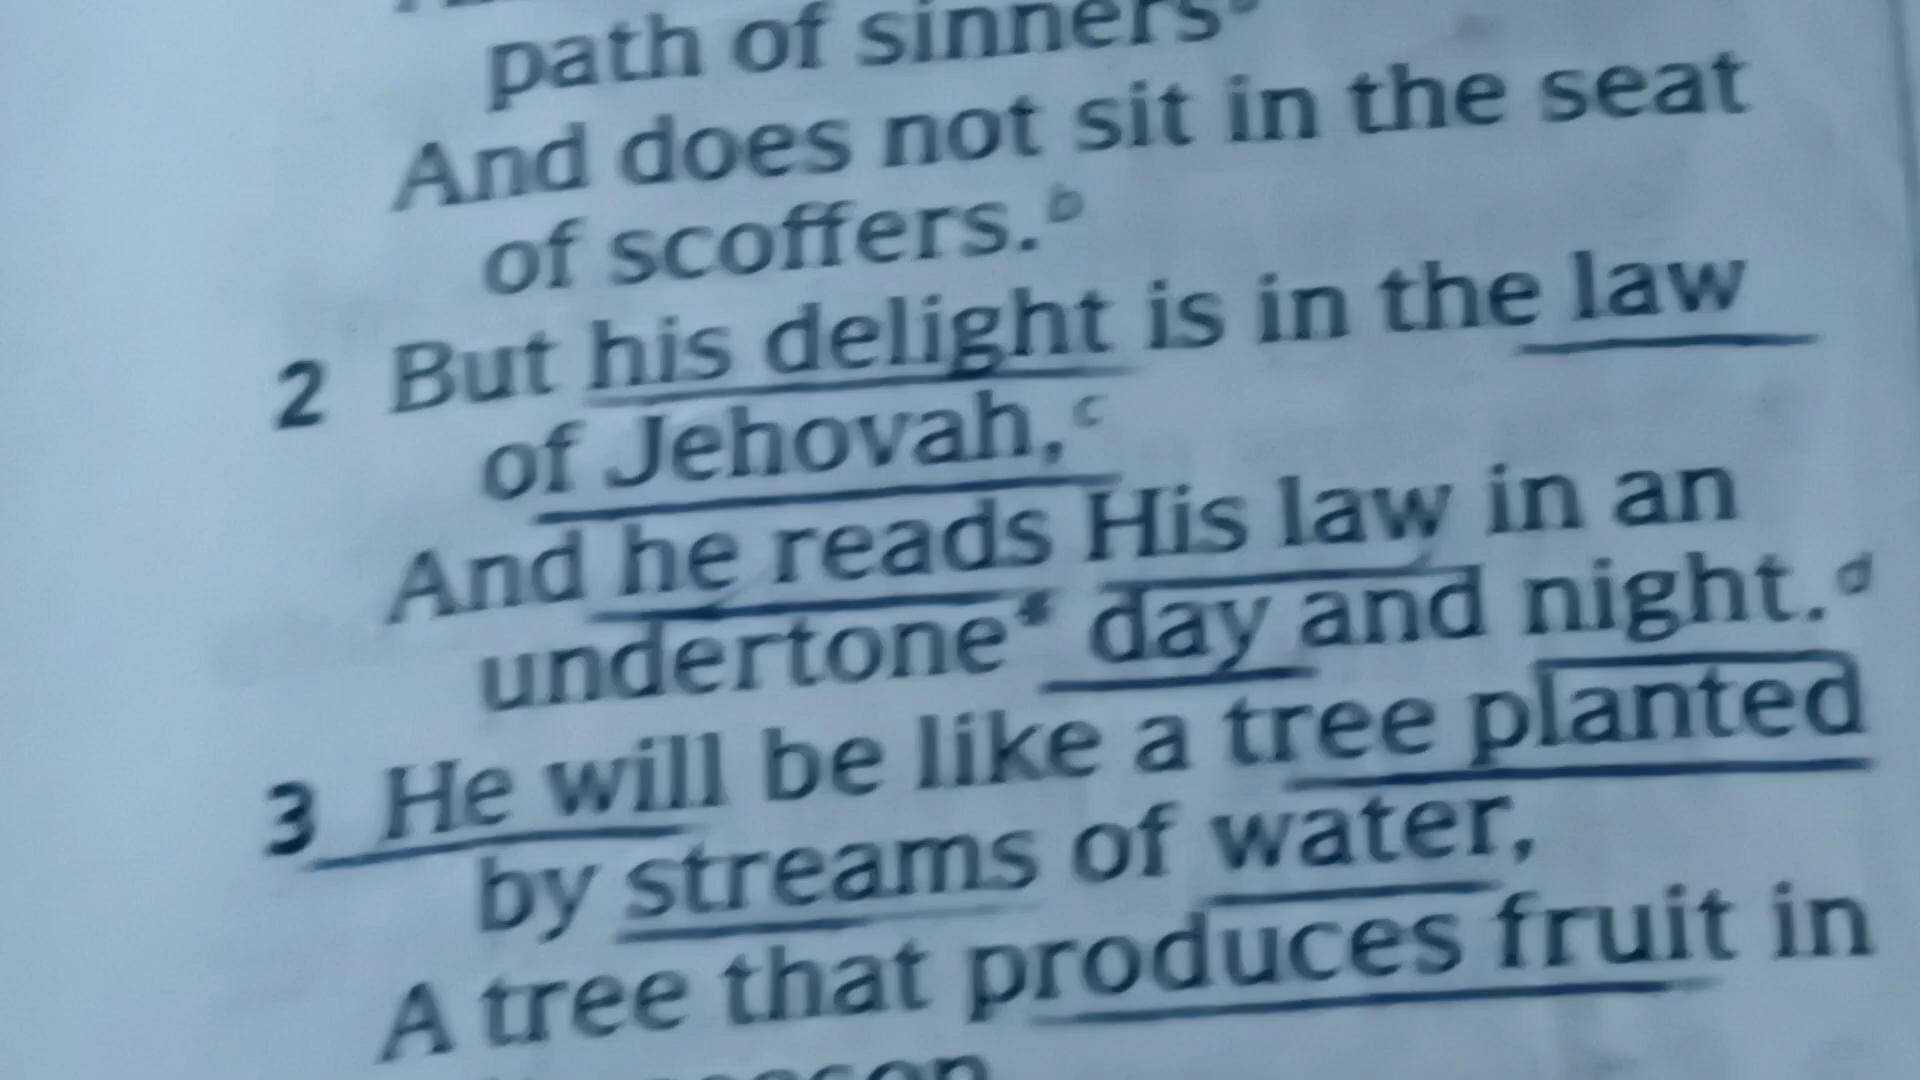 path of sinners
And does not sit in the seat
of scoffers.b
2 But his delight is in the law
of Jehovah,c
And he reads His law in an
undertone* day and night.d
3 He will be like a tree planted
by streams of water,
A tree that produces fruit in